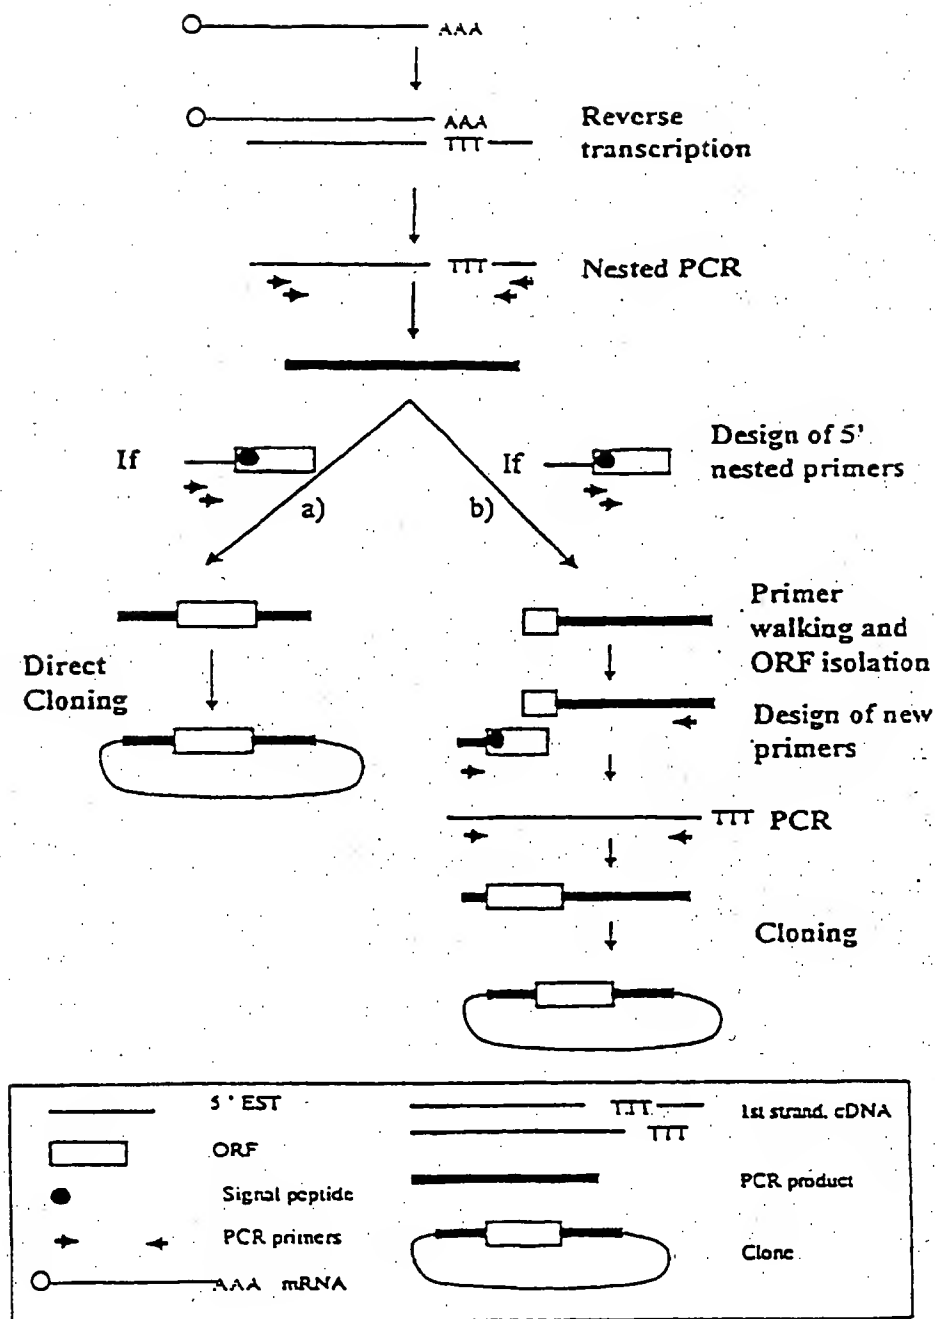 AAA
AAA
TTT
Reverse
transcription
TTT
Nested PCR
If
If
Design of 5'
nested primers
a)
b)
Primer
walking and
ORF isolation
Direct
Cloning
Design of new
primers
TTT PCR
Cloning
5' EST
TTT
1st strand. cDNA
TTT
ORF
Signal peptide
PCR product
PCR primers
Clone
AAA mRNA